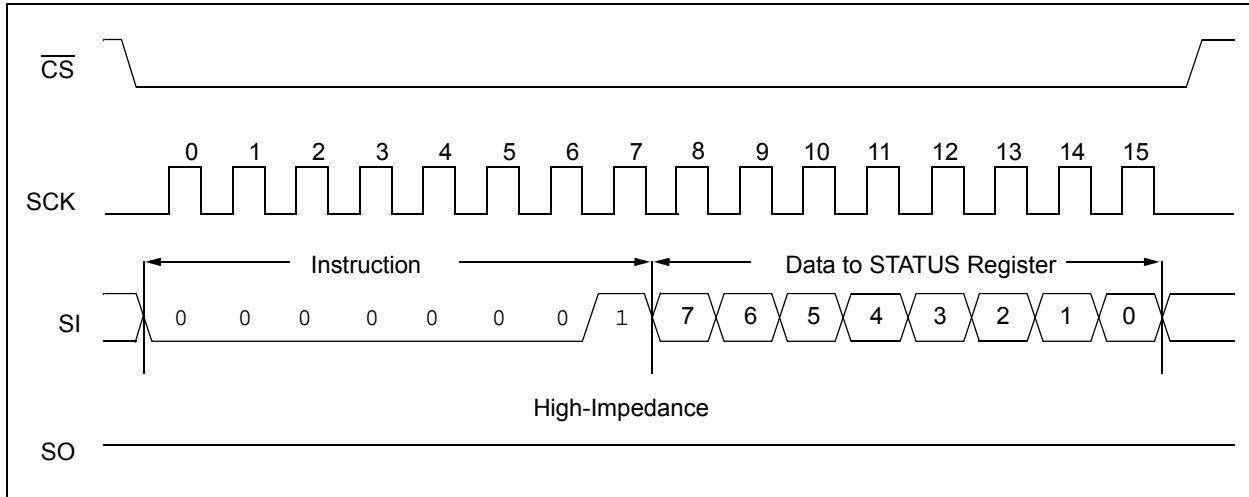 CS
0 1 2 3 4 5 6 7 8 9 10 11 12 13 14 15
SCK
Instruction Data to STATUS Register
SI 0 0 0 0 0 0 0 1 7 6 5 4 3 2 1 0
High-Impedance
SO